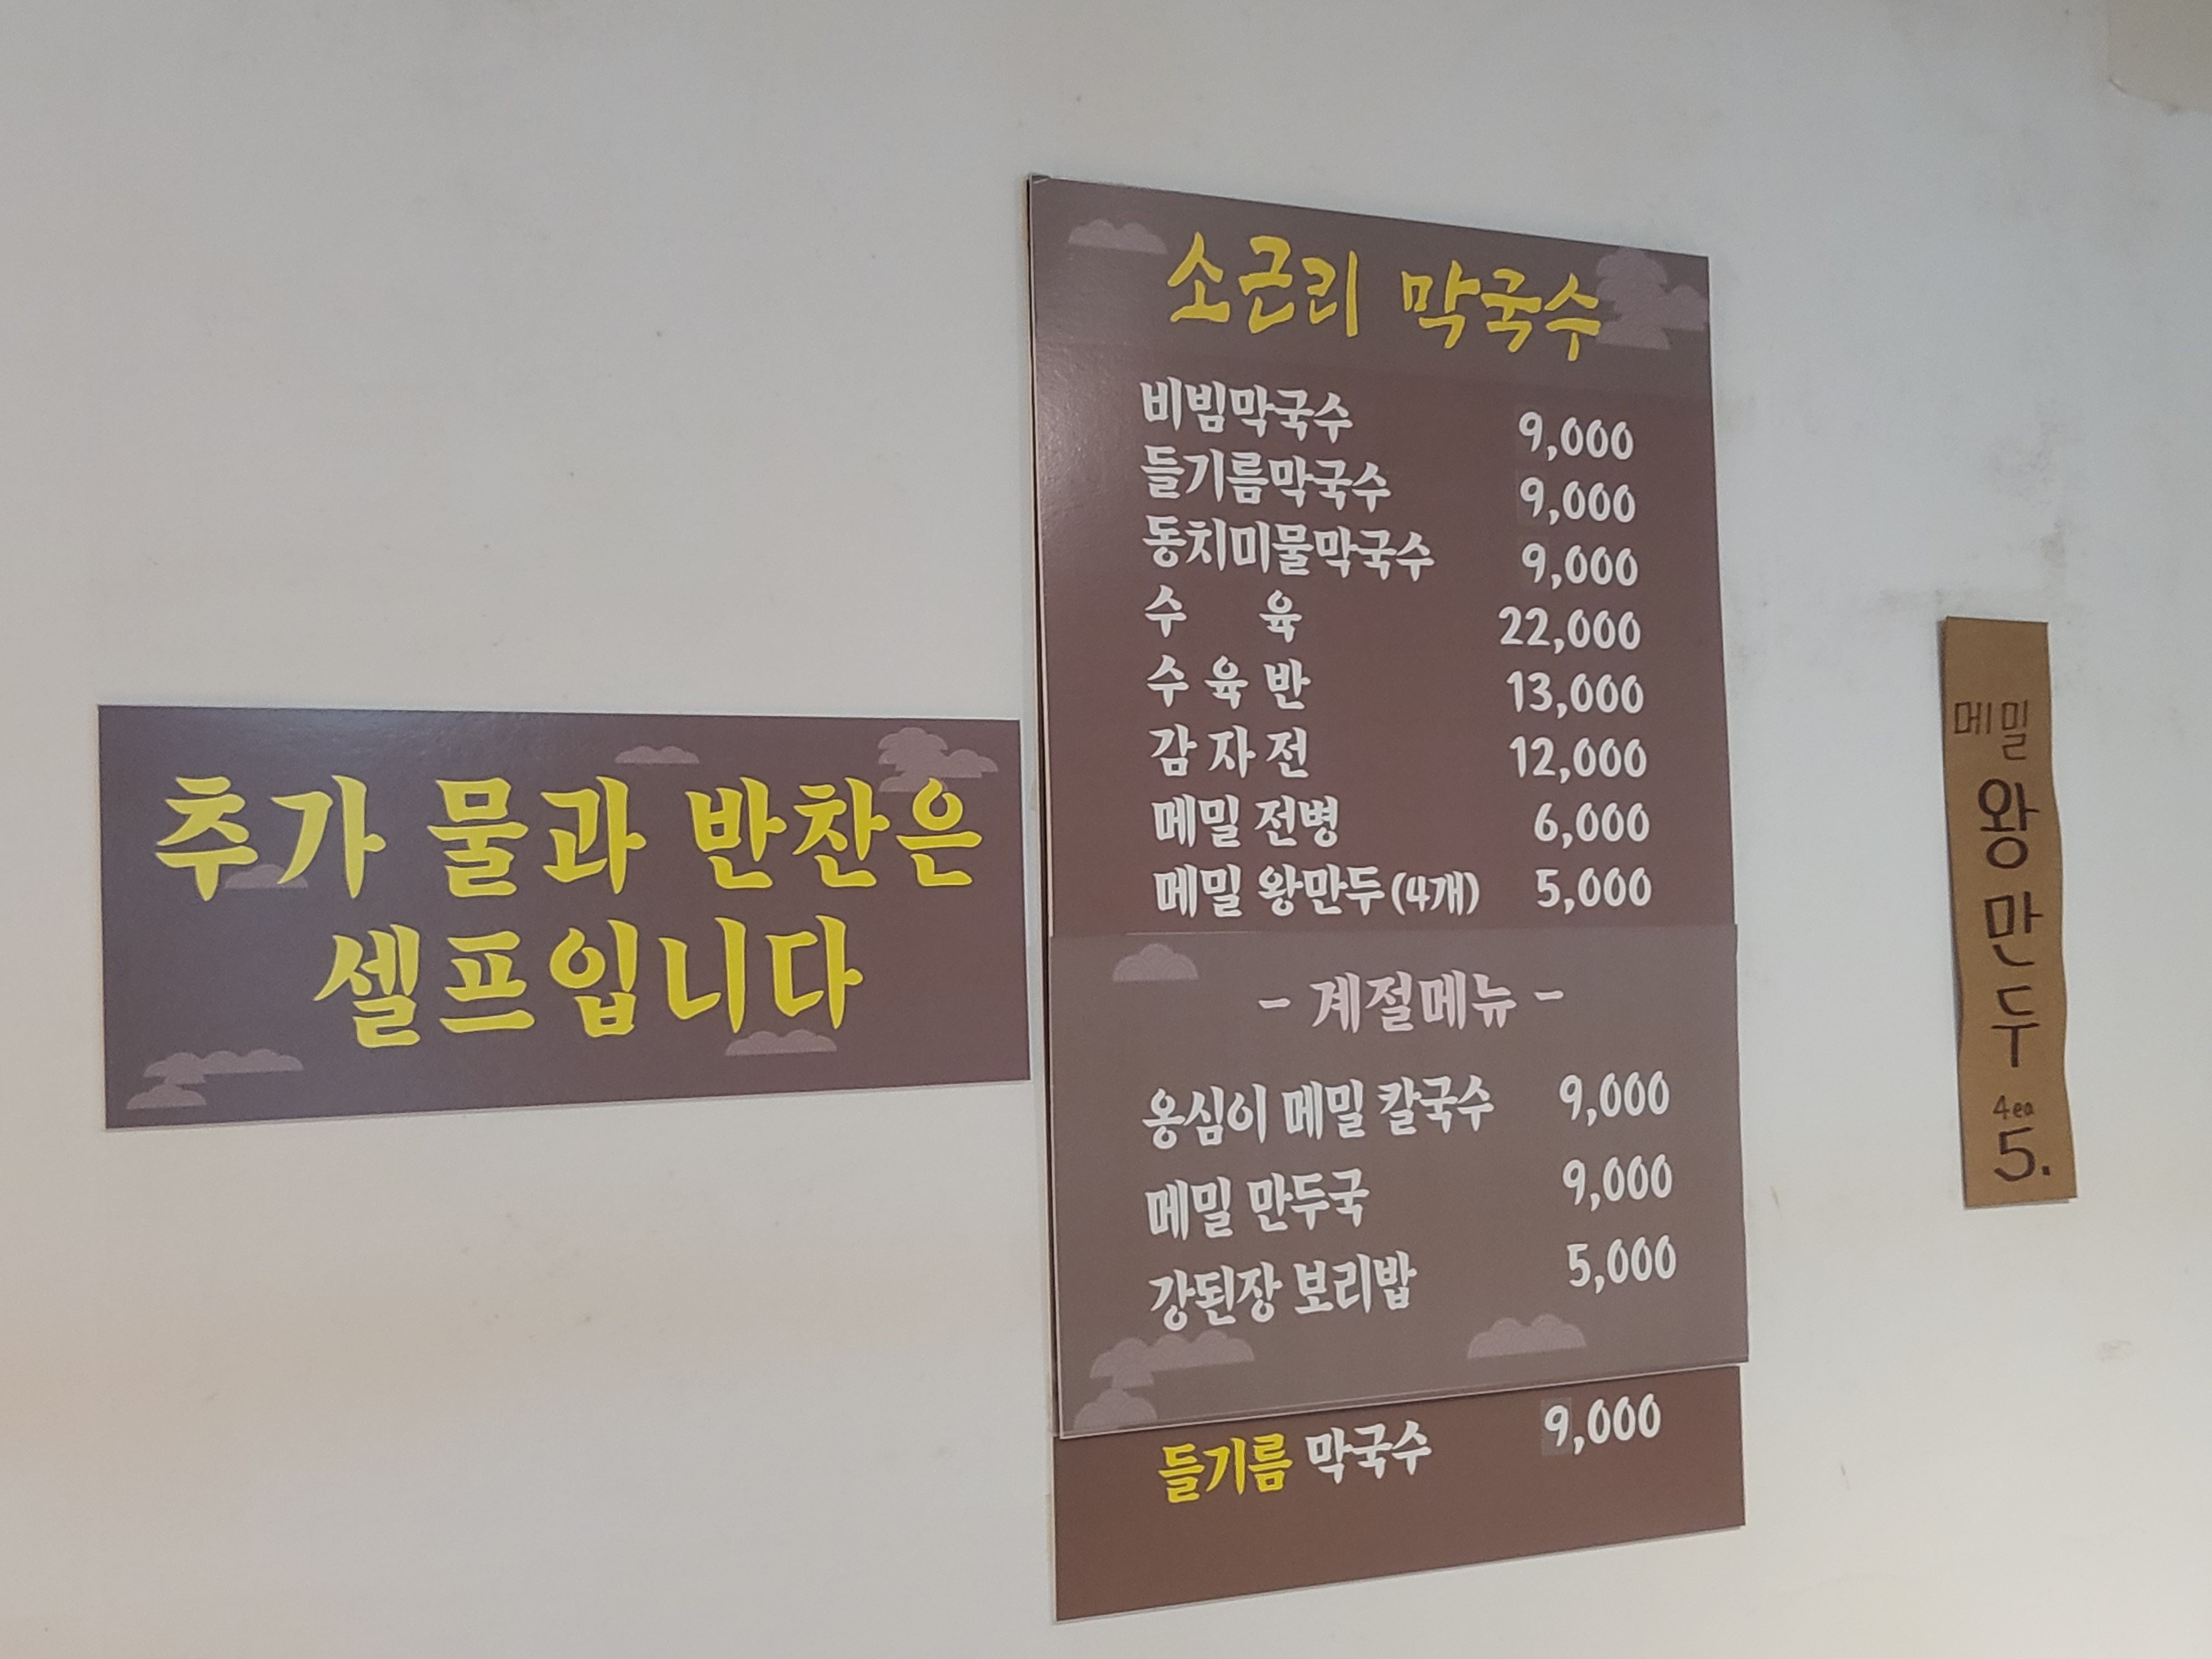 추가 물과 반찬은
셀프입니다
소근리 막국수
비빔막국수 9,000
들기름막국수 9,000
동치미물막국수 9,000
수 육 22,000
수 육 반 13,000
감 자 전 12,000
메밀 전병 6,000
메밀 왕만두(4개) 5,000
- 계절메뉴 -
옹심이 메밀 칼국수 9,000
메밀 만두국 9,000
강된장 보리밥 5,000
들기름 막국수 9,000
메밀
왕
만
두
4ea
5.